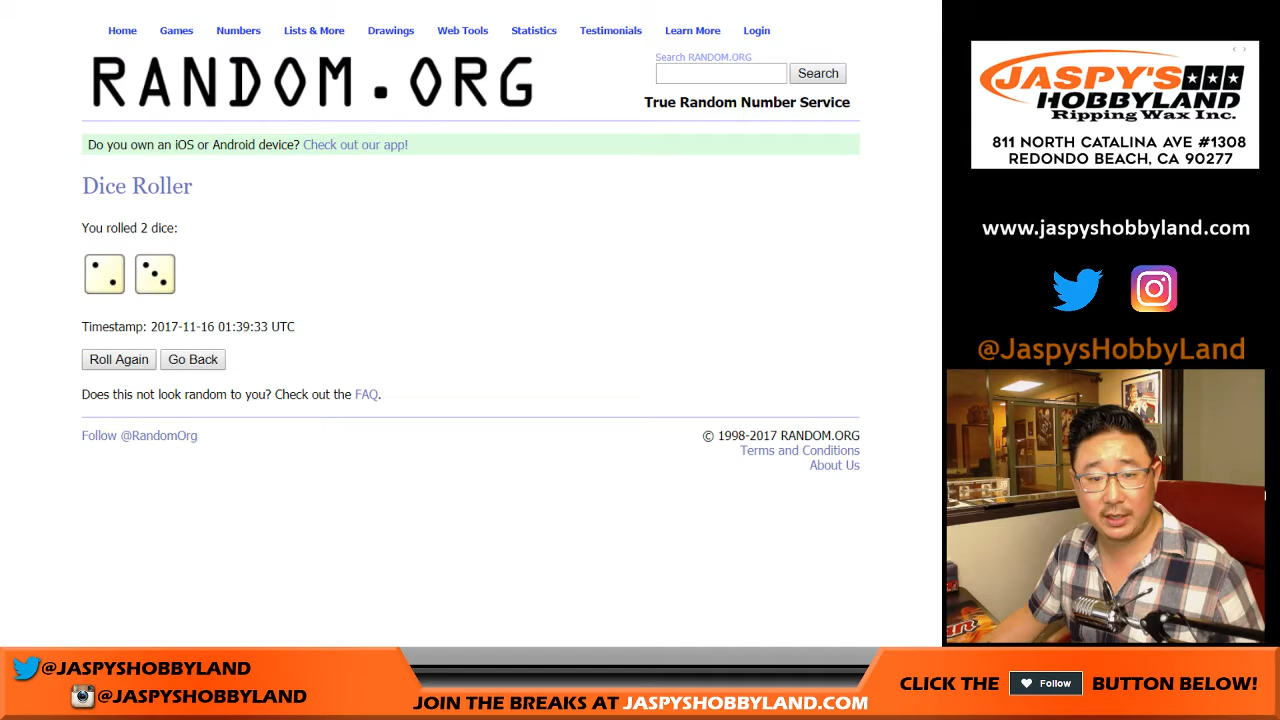 Home Games Numbers Lists & More Drawings Web Tools Statistics Testimonials Learn More Login
RANDOM.ORG
Search RANDOM.ORG
Search
True Random Number Service
Do you own an iOS or Android device? Check out our app!
Dice Roller
You rolled 2 dice:
Timestamp: 2017-11-16 01:39:33 UTC
Roll Again Go Back
Does this not look random to you? Check out the FAQ.
Follow @RandomOrg
© 1998-2017 RANDOM.ORG
Terms and Conditions
About Us
JASPY'S
HOBBYLAND
Ripping Wax Inc.
811 NORTH CATALINA AVE #1308
REDONDO BEACH, CA 90277
www.jaspyshobbyland.com
@JaspysHobbyLand
@JASPYSHOBBYLAND
@JASPYSHOBBYLAND
JOIN THE BREAKS AT JASPYSHOBBYLAND.COM
CLICK THE Follow BUTTON BELOW!